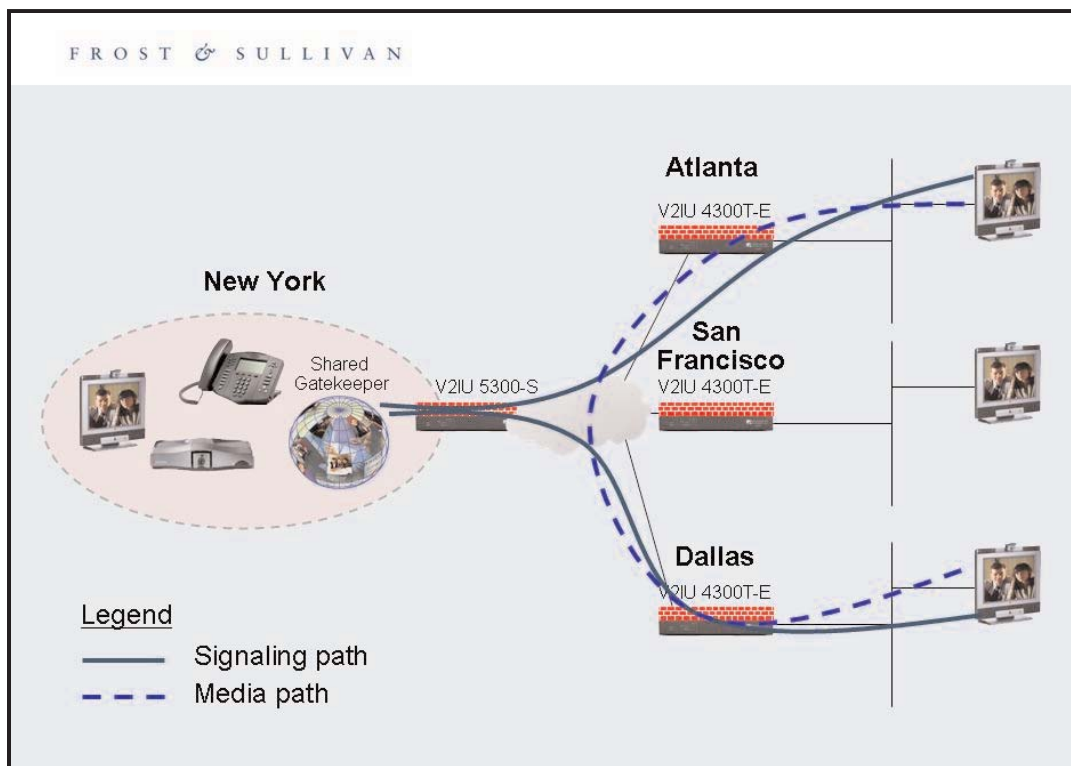 FROST & SULLIVAN
Atlanta
V2IU 4300T-E
New York
San
Francisco
Shared
Gatekeeper
V2IU 5300-S
V2IU 4300T-E
Dallas
V2IU 4300T-E
Legend
Signaling path
Media path